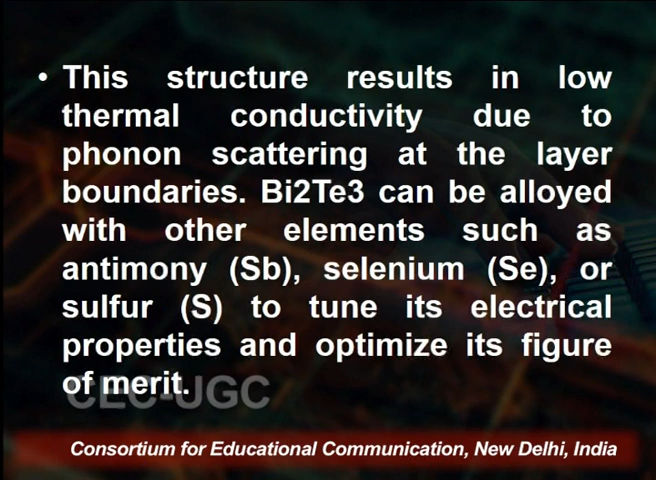 • This structure results in low
thermal conductivity due to
phonon scattering at the layer
boundaries. Bi2Te3 can be alloyed
with other elements such as
antimony (Sb), selenium (Se), or
sulfur (S) to tune its electrical
properties and optimize its figure
of merit.
CEC-UGC
Consortium for Educational Communication, New Delhi, India